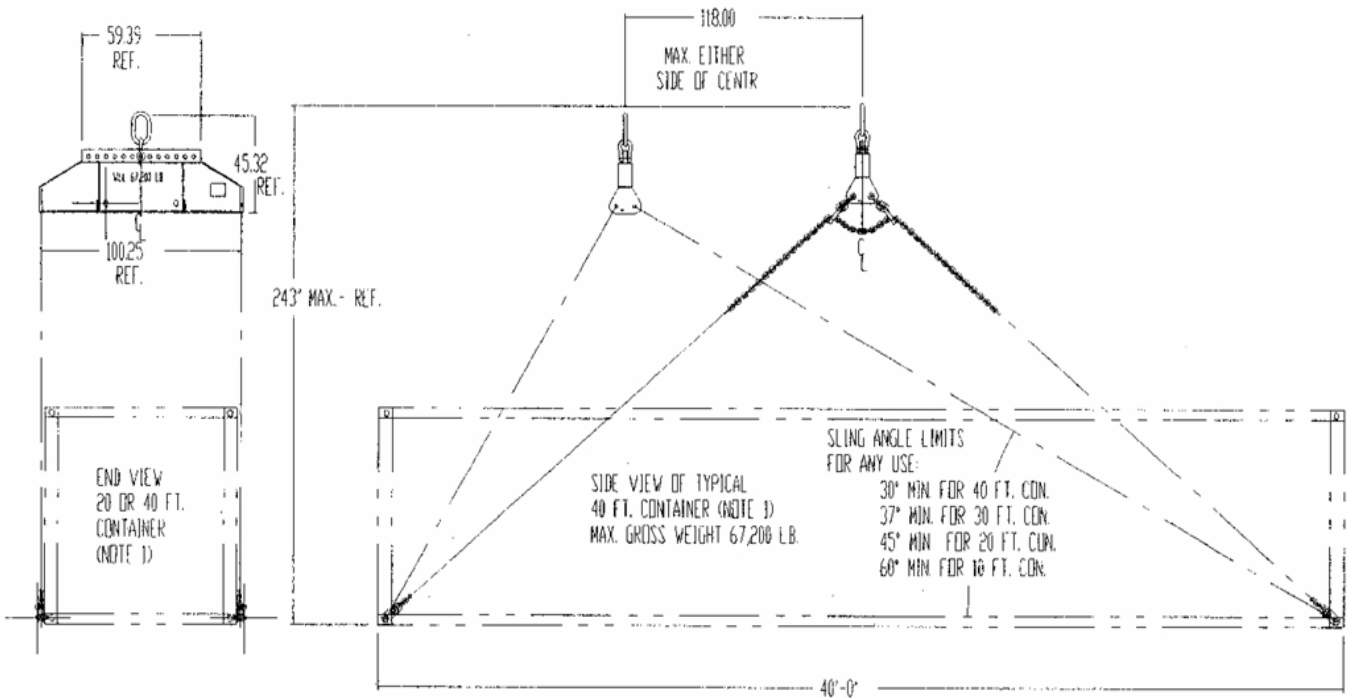 59.39
REF.
118.00
MAX. EITHER
SIDE OF CENTR
45.32
REF.
67,200 LB
100.25
REF.
243" MAX.- REF.
END VIEW
20 OR 40 FT.
CONTAINER
(NOTE 1)
SIDE VIEW OF TYPICAL
40 FT. CONTAINER (NOTE 1)
MAX. GROSS WEIGHT 67,200 LB.
SLING ANGLE LIMITS
FOR ANY USE:
30° MIN. FOR 40 FT. CON.
37° MIN. FOR 30 FT. CON.
45° MIN FOR 20 FT. CON.
60° MIN. FOR 10 FT. CON.
40'-0"